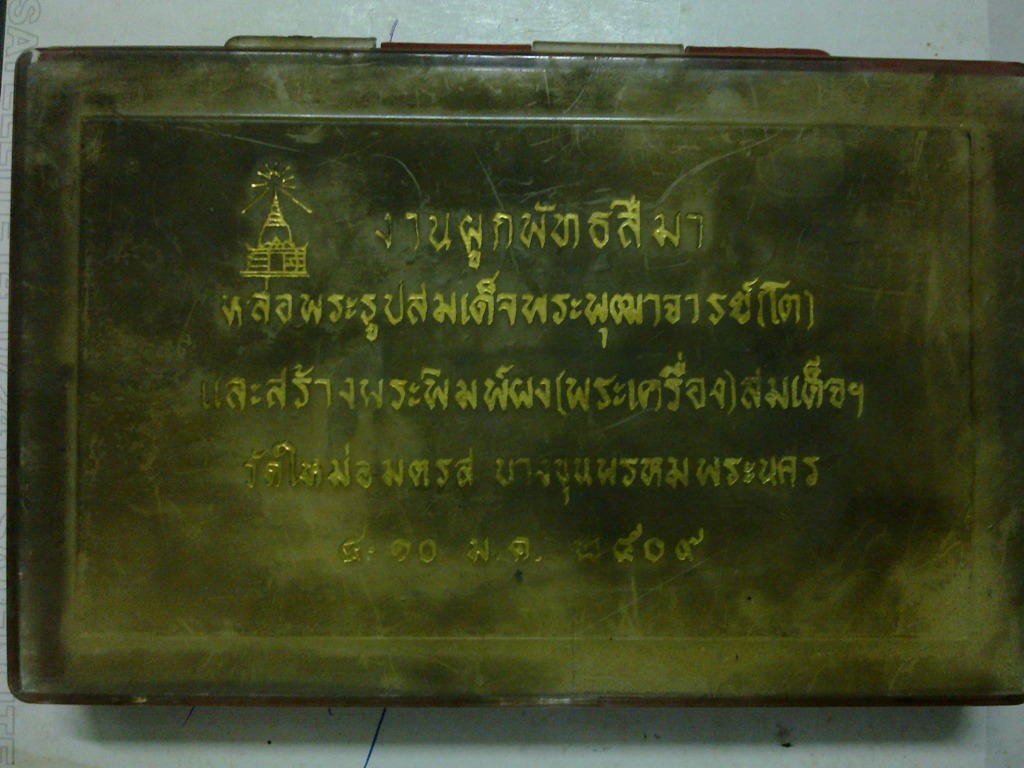 งานผูกพัทธสีมา
หล่อพระรูปสมเด็จพระพุฒาจารย์(โต)
และสร้างพระพิมพ์ผง(พระเครื่อง)สมเด็จฯ
วัดใหม่อมตรส บางขุนพรหมพระนคร
๔-๑๐ ม.ค. ๒๕๐๙